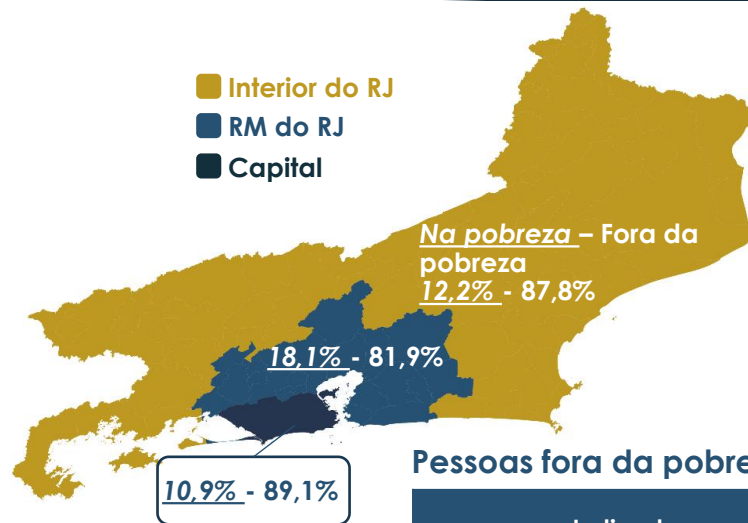 Interior do RJ
RM do RJ
Capital
Na pobreza – Fora da
pobreza
12,2% - 87,8%
18,1% - 81,9%
10,9% - 89,1%
Pessoas fora da